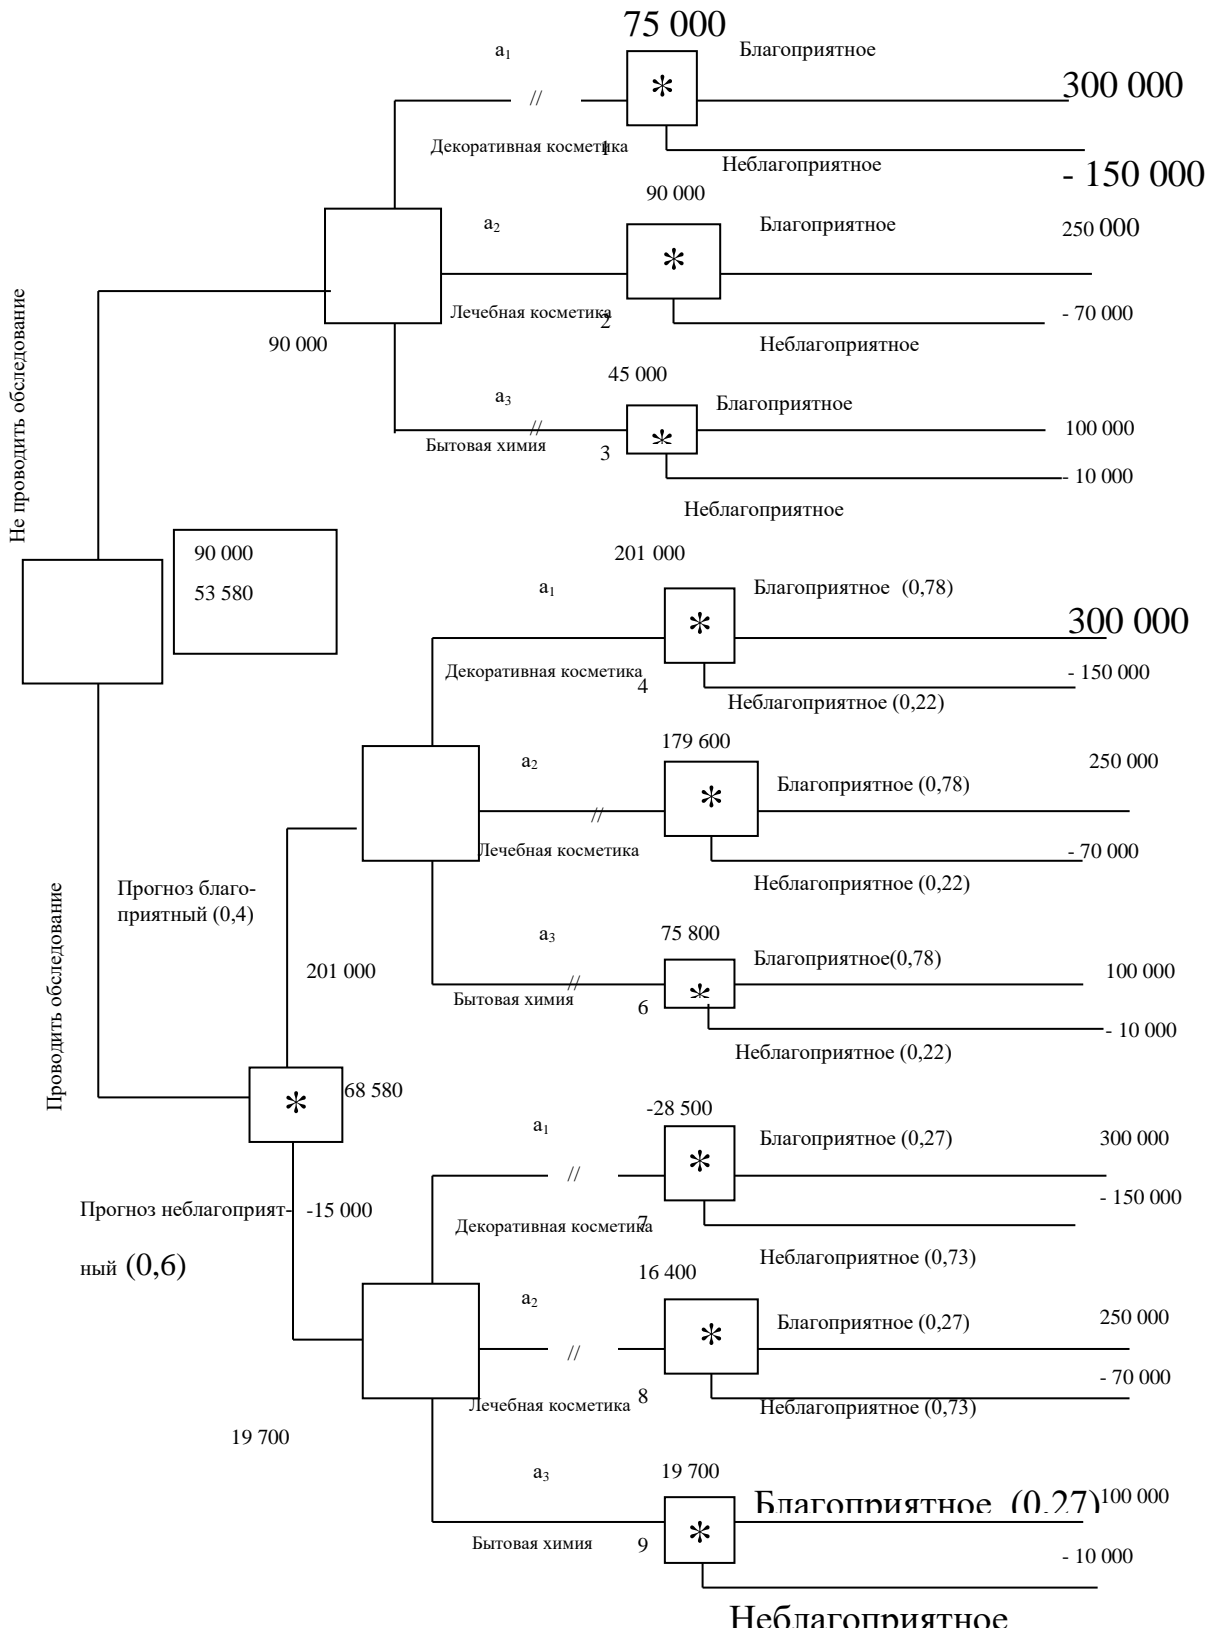 75 000
a1
Благоприятное
*
300 000
//
Декоративная косметика
1
Неблагоприятное
- 150 000
90 000
a2
Благоприятное
250 000
*
Лечебная косметика
2
- 70 000
Неблагоприятное
90 000
45 000
a3
Благоприятное
//
*
100 000
Бытовая химия
3
- 10 000
Неблагоприятное
Не проводить обследование
90 000
53 580
201 000
a1
Благоприятное (0,78)
*
300 000
Декоративная косметика
4
- 150 000
Неблагоприятное (0,22)
179 600
a2
250 000
Благоприятное (0,78)
*
//
Лечебная косметика
- 70 000
Неблагоприятное (0,22)
Прогноз благо-
приятный (0,4)
Проводить обследование
a3
75 800
Благоприятное(0,78)
201 000
100 000
//
*
Бытовая химия
6
- 10 000
Неблагоприятное (0,22)
*
68 580
-28 500
a1
Благоприятное (0,27)
300 000
*
//
- 150 000
Прогноз неблагоприят-
-15 000
Декоративная косметика
7
ный (0,6)
Неблагоприятное (0,73)
16 400
a2
Благоприятное (0,27)
250 000
*
//
- 70 000
Лечебная косметика
8
Неблагоприятное (0,73)
19 700
a3
19 700
Благоприятное (0,27)
100 000
*
Бытовая химия
9
- 10 000
Неблагоприятное